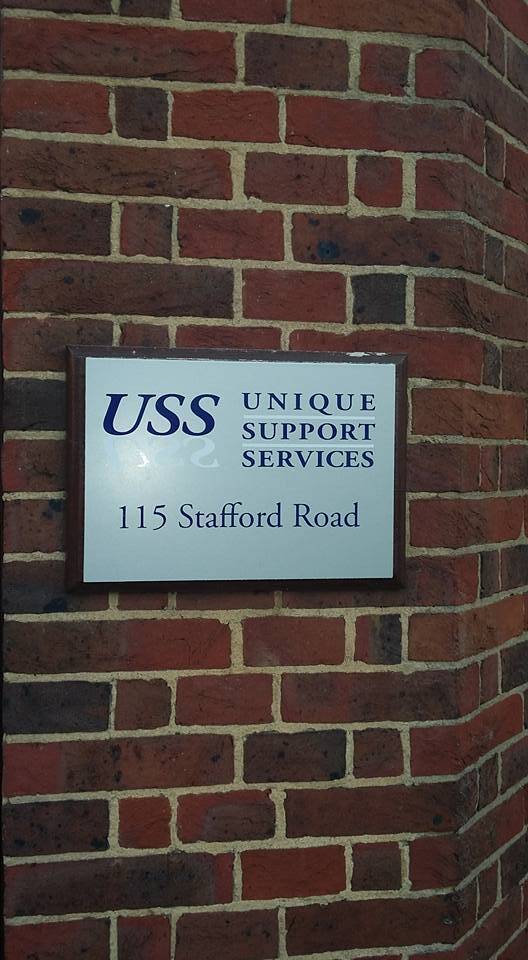 USS
UNIQUE
SUPPORT
SERVICES
115 Stafford Road